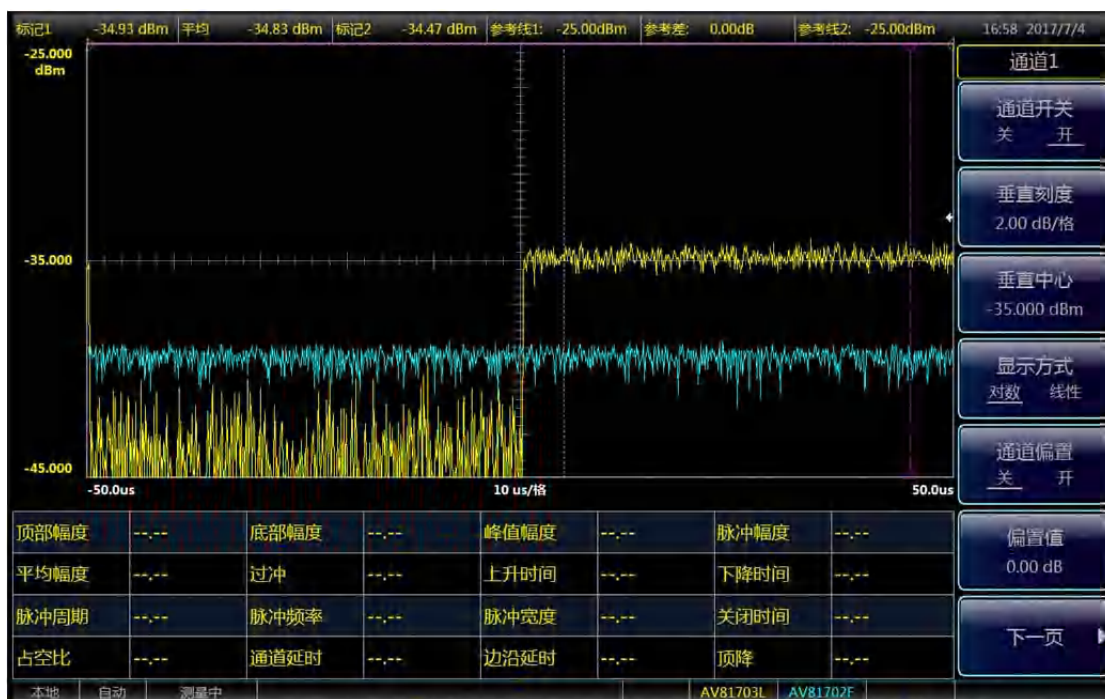 标记1 -34.93 dBm 平均 -34.83 dBm 标记2 -34.47 dBm 参考线1: -25.00dBm 参考差: 0.00dB 参考线2: -25.00dBm 16:58 2017/7/4
-25.000
dBm
-35.000
-45.000
-50.0us 10 us/格 50.0us
通道1
通道开关
关 开
垂直刻度
2.00 dB/格
垂直中心
-35.000 dBm
显示方式
对数 线性
通道偏置
关 开
偏置值
0.00 dB
下一页
顶部幅度 --.-- 底部幅度 --.-- 峰值幅度 --.-- 脉冲幅度 --.--
平均幅度 --.-- 过冲 --.-- 上升时间 --.-- 下降时间 --.--
脉冲周期 --.-- 脉冲频率 --.-- 脉冲宽度 --.-- 关闭时间 --.--
占空比 --.-- 通道延时 --.-- 边沿延时 --.-- 顶降 --.--
本地 自动 测量中 AV81703L AV81702F